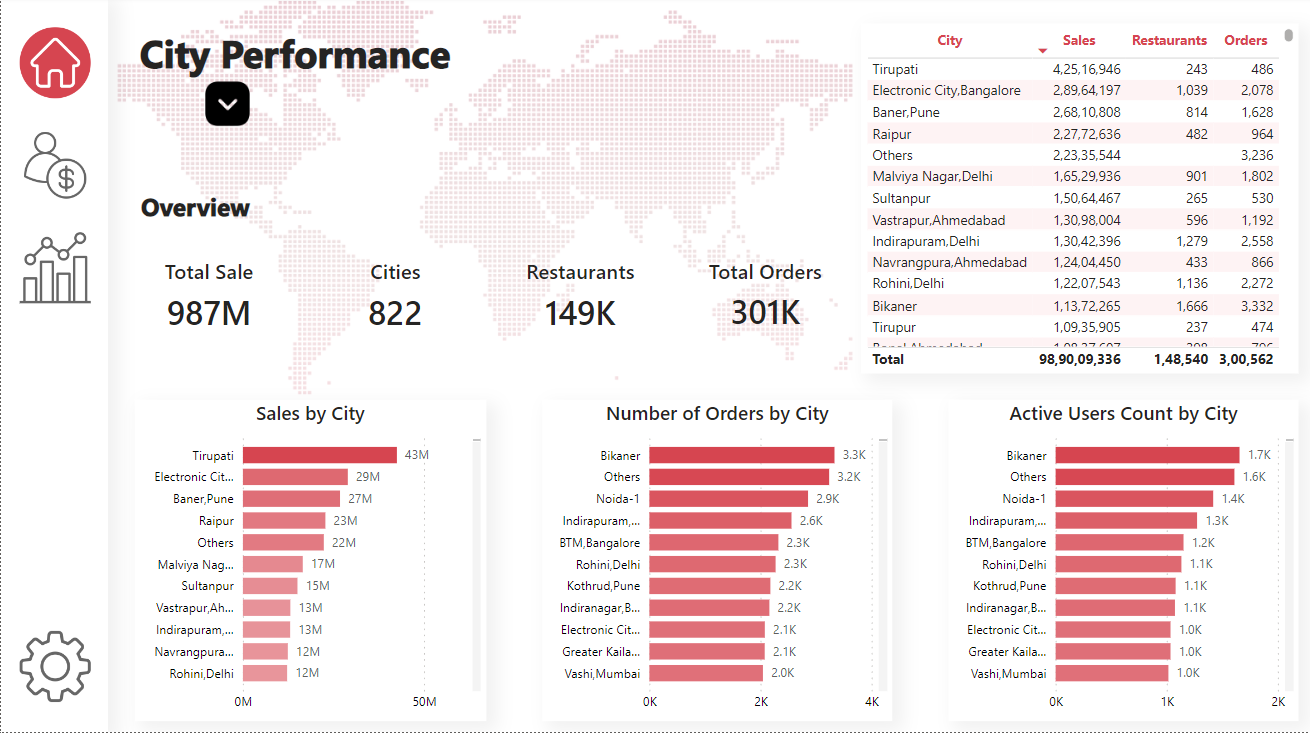 City Performance
Overview
Total Sale Cities Restaurants Total Orders
987M 822 149K 301K
City Sales Restaurants Orders
Tirupati 4,25,16,946 243 486
Electronic City,Bangalore 2,89,64,197 1,039 2,078
Baner,Pune 2,68,10,808 814 1,628
Raipur 2,27,72,636 482 964
Others 2,23,35,544 3,236
Malviya Nagar,Delhi 1,65,29,936 901 1,802
Sultanpur 1,50,64,467 265 530
Vastrapur,Ahmedabad 1,30,98,004 596 1,192
Indirapuram,Delhi 1,30,42,396 1,279 2,558
Navrangpura,Ahmedabad 1,24,04,450 433 866
Rohini,Delhi 1,22,07,543 1,136 2,272
Bikaner 1,13,72,265 1,666 3,332
Tirupur 1,09,35,905 237 474
Total 98,90,09,336 1,48,540 3,00,562
Sales by City
Tirupati 43M
Electronic Cit... 29M
Baner,Pune 27M
Raipur 23M
Others 22M
Malviya Nag... 17M
Sultanpur 15M
Vastrapur,Ah... 13M
Indirapuram,... 13M
Navrangpura... 12M
Rohini,Delhi 12M
0M 50M
Number of Orders by City
Bikaner 3.3K
Others 3.2K
Noida-1 2.9K
Indirapuram,... 2.6K
BTM,Bangalore 2.3K
Rohini,Delhi 2.3K
Kothrud,Pune 2.2K
Indiranagar,B... 2.2K
Electronic Cit... 2.1K
Greater Kaila... 2.1K
Vashi,Mumbai 2.0K
0K 2K 4K
Active Users Count by City
Bikaner 1.7K
Others 1.6K
Noida-1 1.4K
Indirapuram,... 1.3K
BTM,Bangalore 1.2K
Rohini,Delhi 1.1K
Kothrud,Pune 1.1K
Indiranagar,B... 1.1K
Electronic Cit... 1.0K
Greater Kaila... 1.0K
Vashi,Mumbai 1.0K
0K 1K 2K